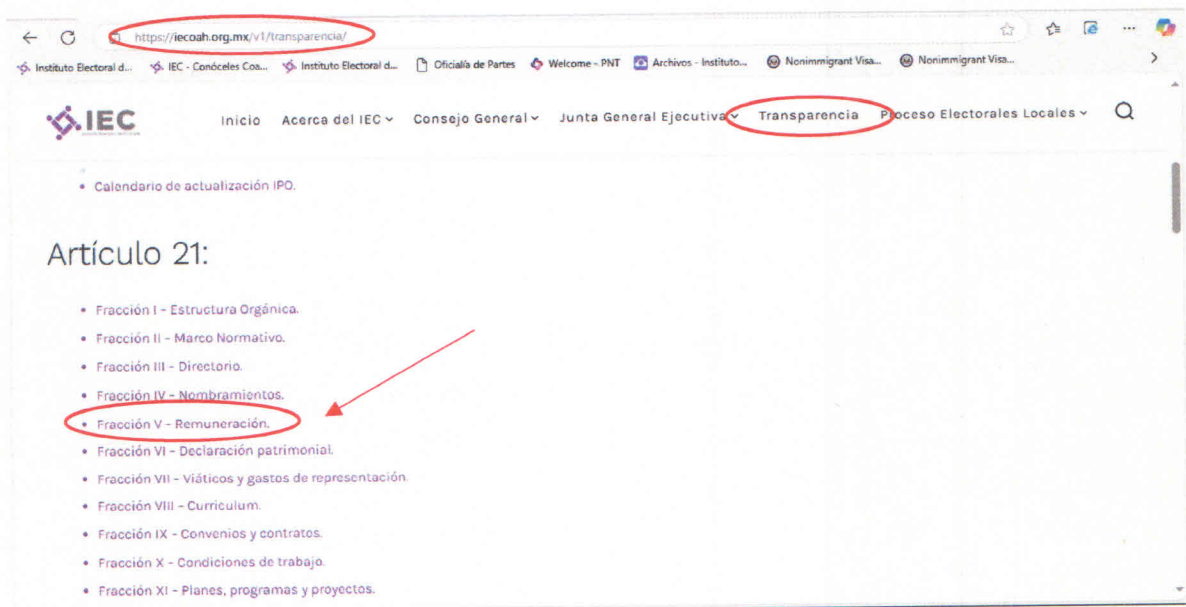 https://iecoah.org.mx/v1/transparencia/
Instituto Electoral d... IEC - Conóceles Coa... Instituto Electoral d... Oficialía de Partes Welcome - PNT Archivos - Instituto... Nonimmigrant Visa... Nonimmigrant Visa...
IEC Inicio Acerca del IEC Consejo General Junta General Ejecutiva Transparencia Proceso Electorales Locales
• Calendario de actualización IPO.
Artículo 21:
• Fracción I - Estructura Orgánica.
• Fracción II - Marco Normativo.
• Fracción III - Directorio.
• Fracción IV - Nombramientos.
• Fracción V - Remuneración.
• Fracción VI - Declaración patrimonial.
• Fracción VII - Viáticos y gastos de representación.
• Fracción VIII - Curriculum.
• Fracción IX - Convenios y contratos.
• Fracción X - Condiciones de trabajo.
• Fracción XI - Planes, programas y proyectos.